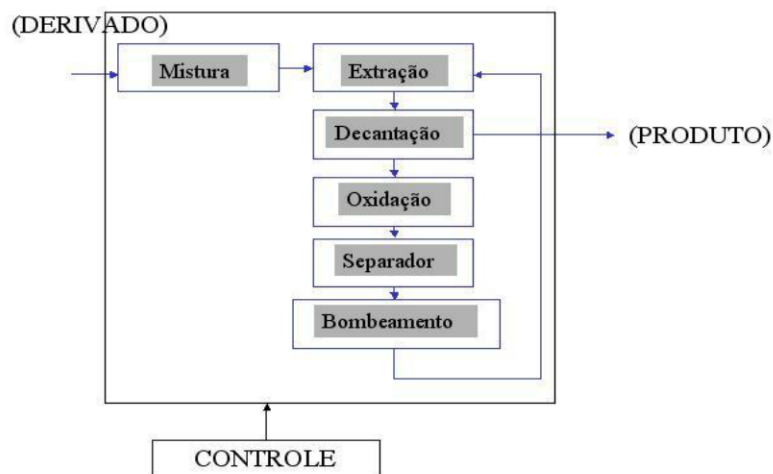 (DERIVADO)
Mistura
Extração
Decantação
(PRODUTO)
Oxidação
Separador
Bombeamento
CONTROLE